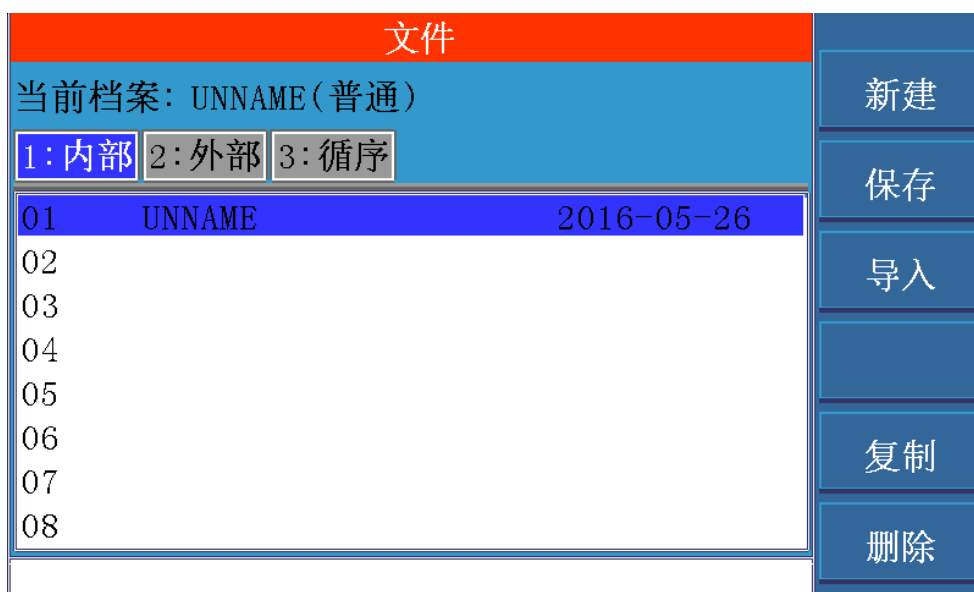 文件
当前档案: UNNAME(普通)
1:内部 2:外部 3:循序
01 UNNAME 2016-05-26
02
03
04
05
06
07
08
新建
保存
导入
复制
删除